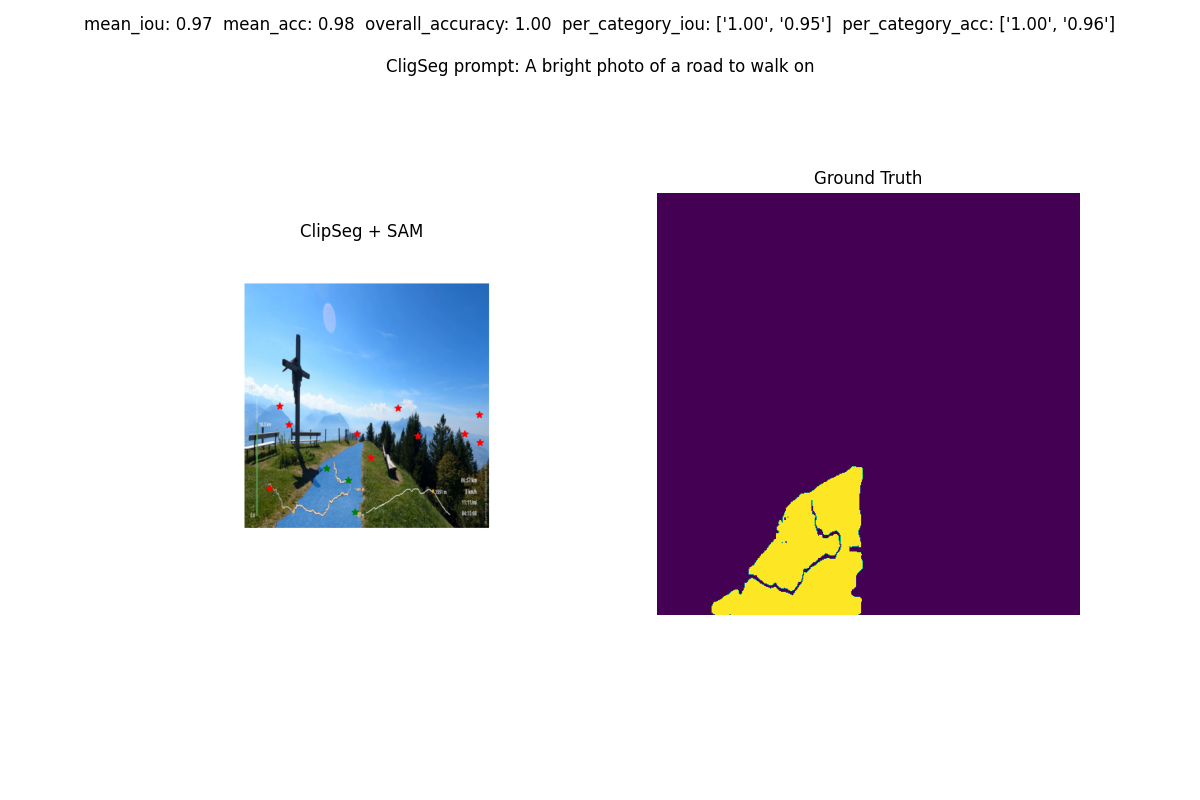 mean_iou: 0.97 mean_acc: 0.98 overall_accuracy: 1.00 per_category_iou: ['1.00', '0.95'] per_category_acc: ['1.00', '0.96']
CligSeg prompt: A bright photo of a road to walk on
Ground Truth
ClipSeg + SAM